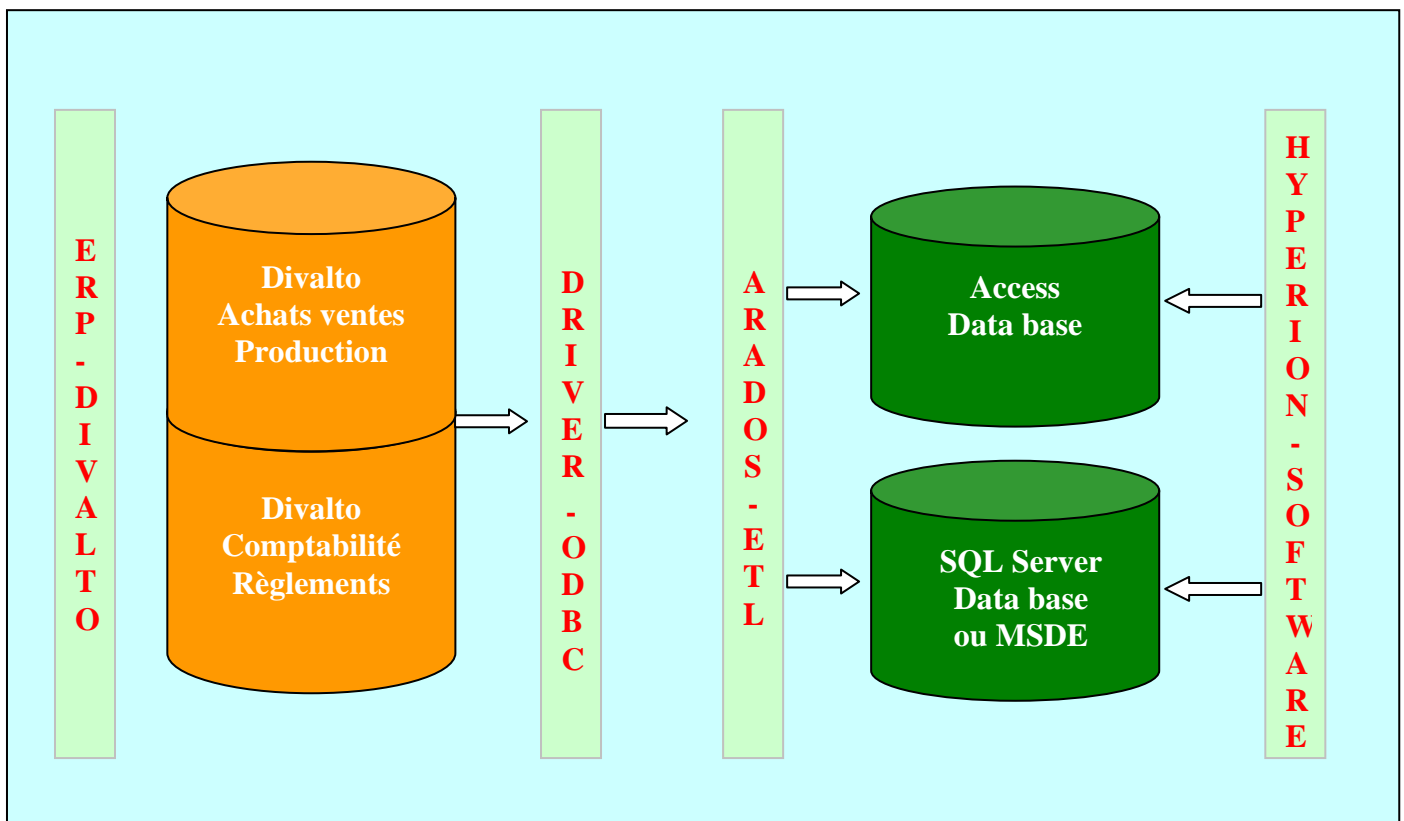 ERP-DIVALTO
Divalto
Achats ventes
Production
Divalto
Comptabilité
Règlements
DRIVER-ODBC
ARADOS-ETL
Access
Data base
SQL Server
Data base
ou MSDE
HYPERION-SOFTWARE